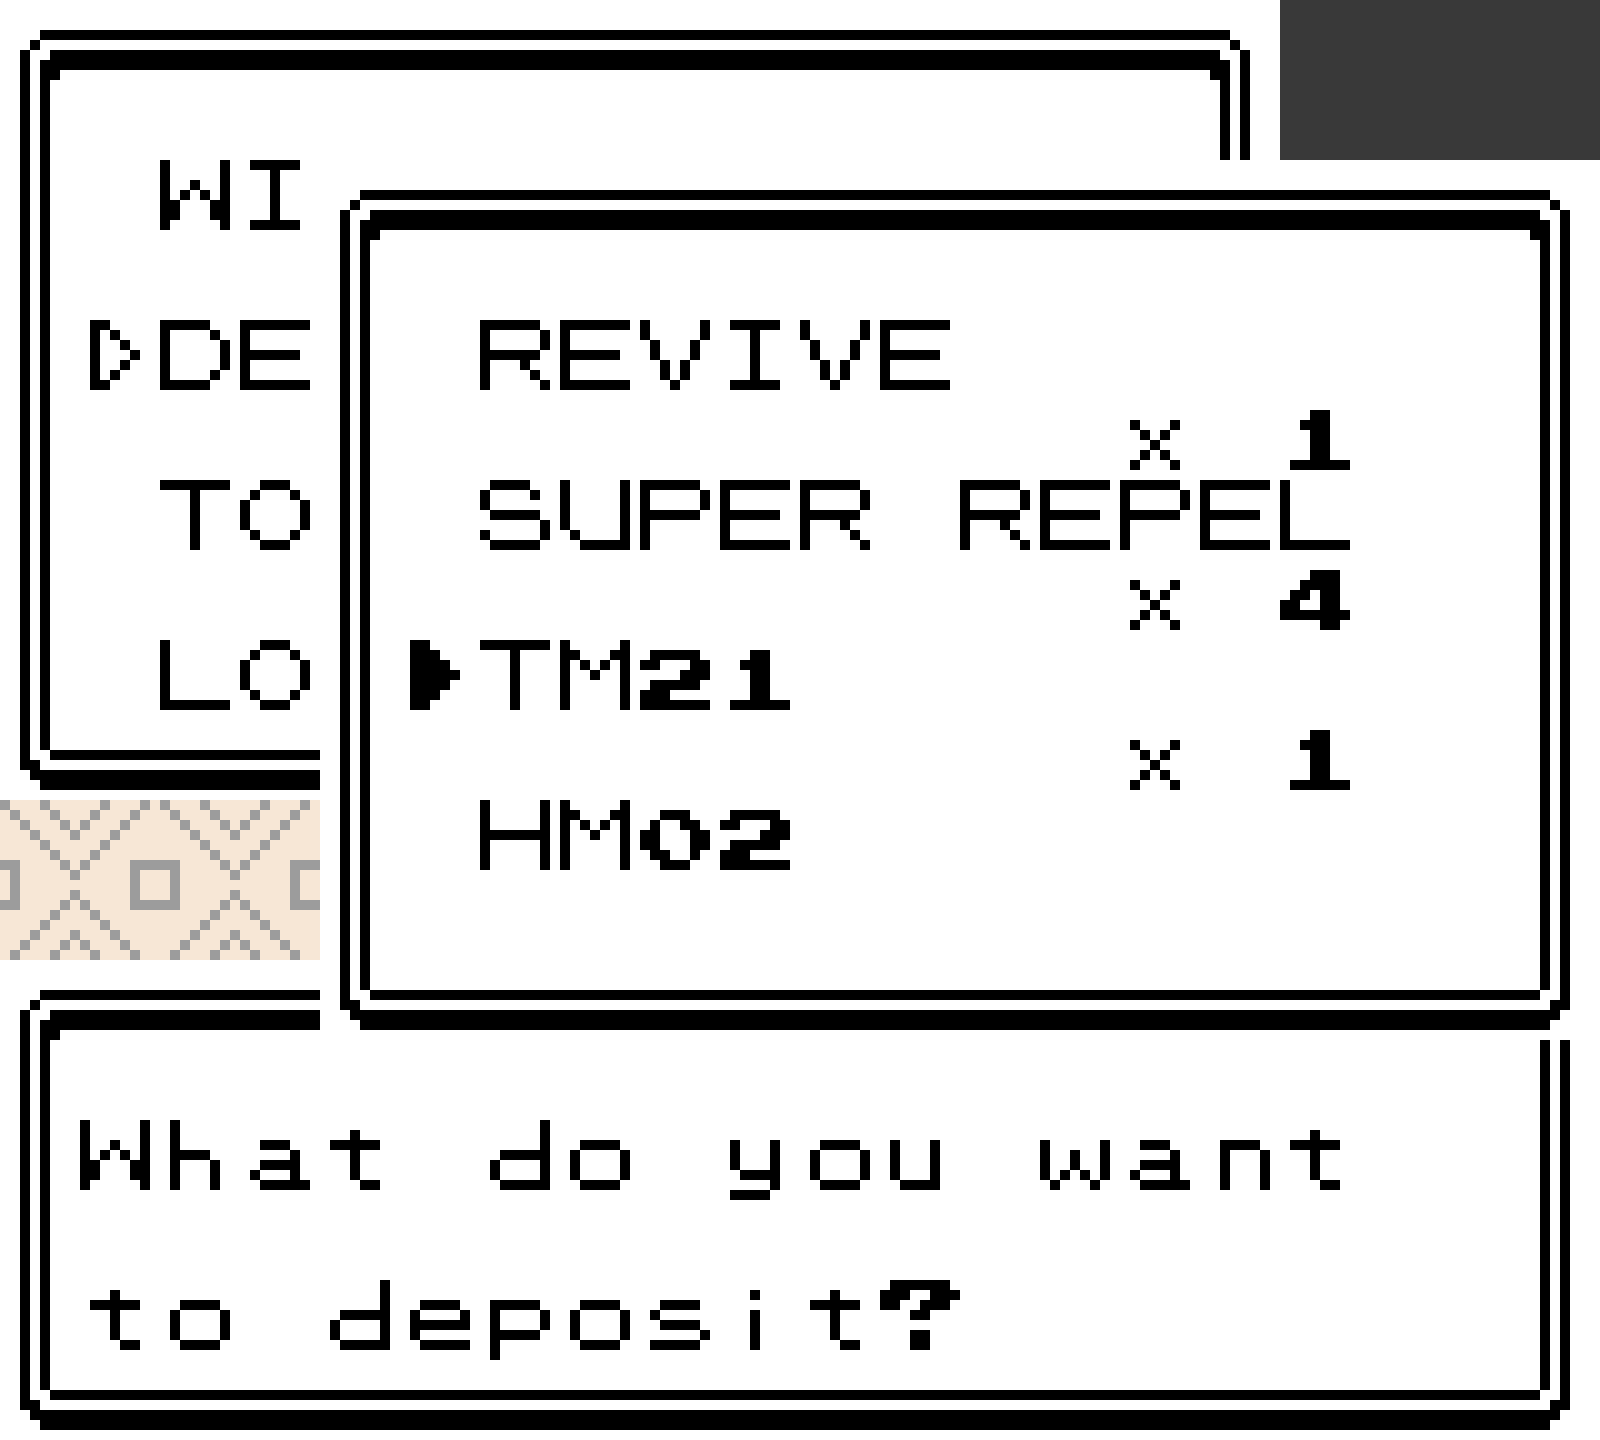 WI
▷DE
TO
LO
REVIVE
× 1
SUPER REPEL
× 4
▶TM21
× 1
HM02
What do you want
to deposit?